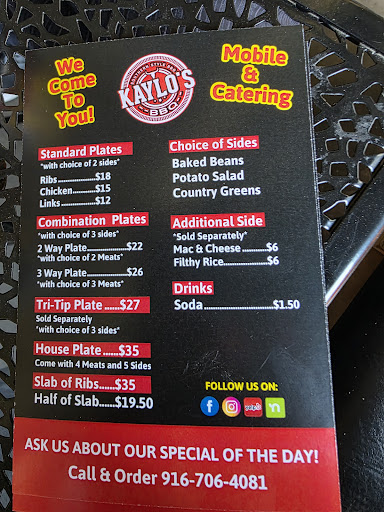 We
Come
To
You!
KAYLO'S
BBQ
Mobile
&
Catering
Standard Plates
*with choice of 2 sides*
Ribs..................$18
Chicken............$15
Links................$12
Combination Plates
*with choice of 3 sides*
2 Way Plate..............$22
*with choice of 2 Meats*
3 Way Plate..............$26
*with choice of 3 Meats*
Tri-Tip Plate ......$27
Sold Separately
*with choice of 3 sides*
House Plate ....$35
Come with 4 Meats and 5 Sides
Slab of Ribs.....$35
Half of Slab.....$19.50
Choice of Sides
Baked Beans
Potato Salad
Country Greens
Additional Side
*Sold Separately*
Mac & Cheese.......$6
Filthy Rice.............$6
Drinks
Soda....................$1.50
FOLLOW US ON:
yelp
ASK US ABOUT OUR SPECIAL OF THE DAY!
Call & Order 916-706-4081